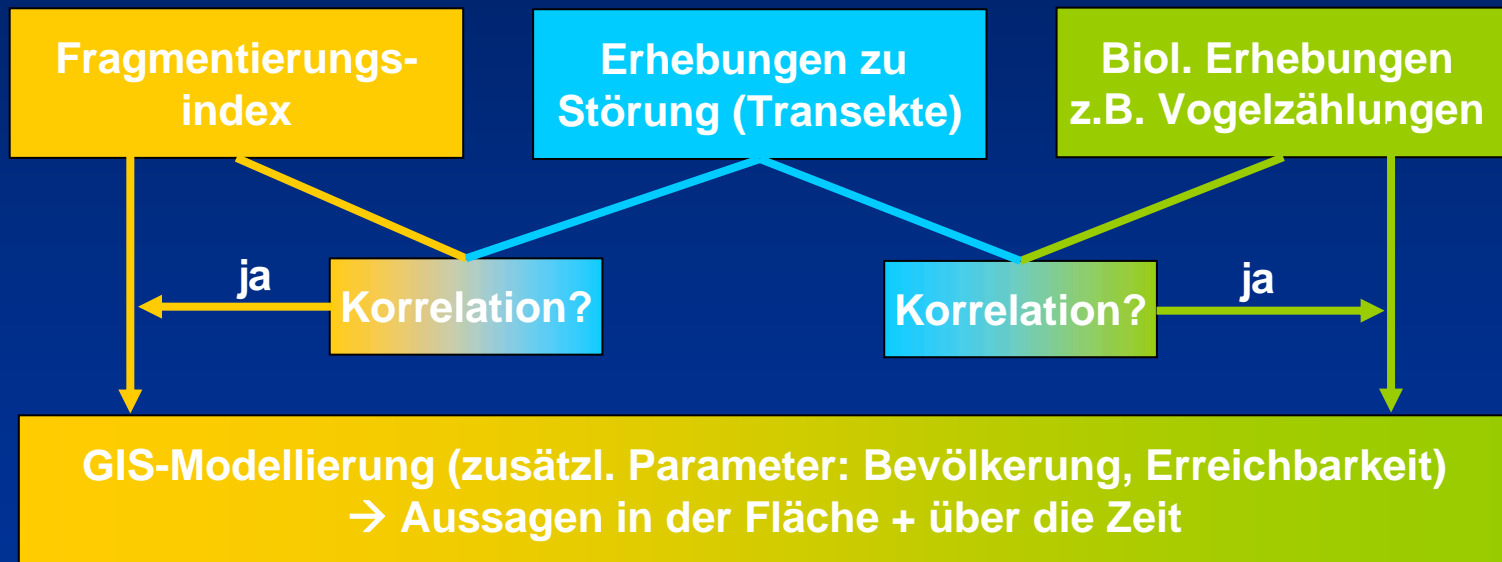 Fragmentierungs-
index
Erhebungen zu
Störung (Transekte)
Biol. Erhebungen
z.B. Vogelzählungen
ja
Korrelation?
Korrelation?
ja
GIS-Modellierung (zusätzl. Parameter: Bevölkerung, Erreichbarkeit)
→ Aussagen in der Fläche + über die Zeit